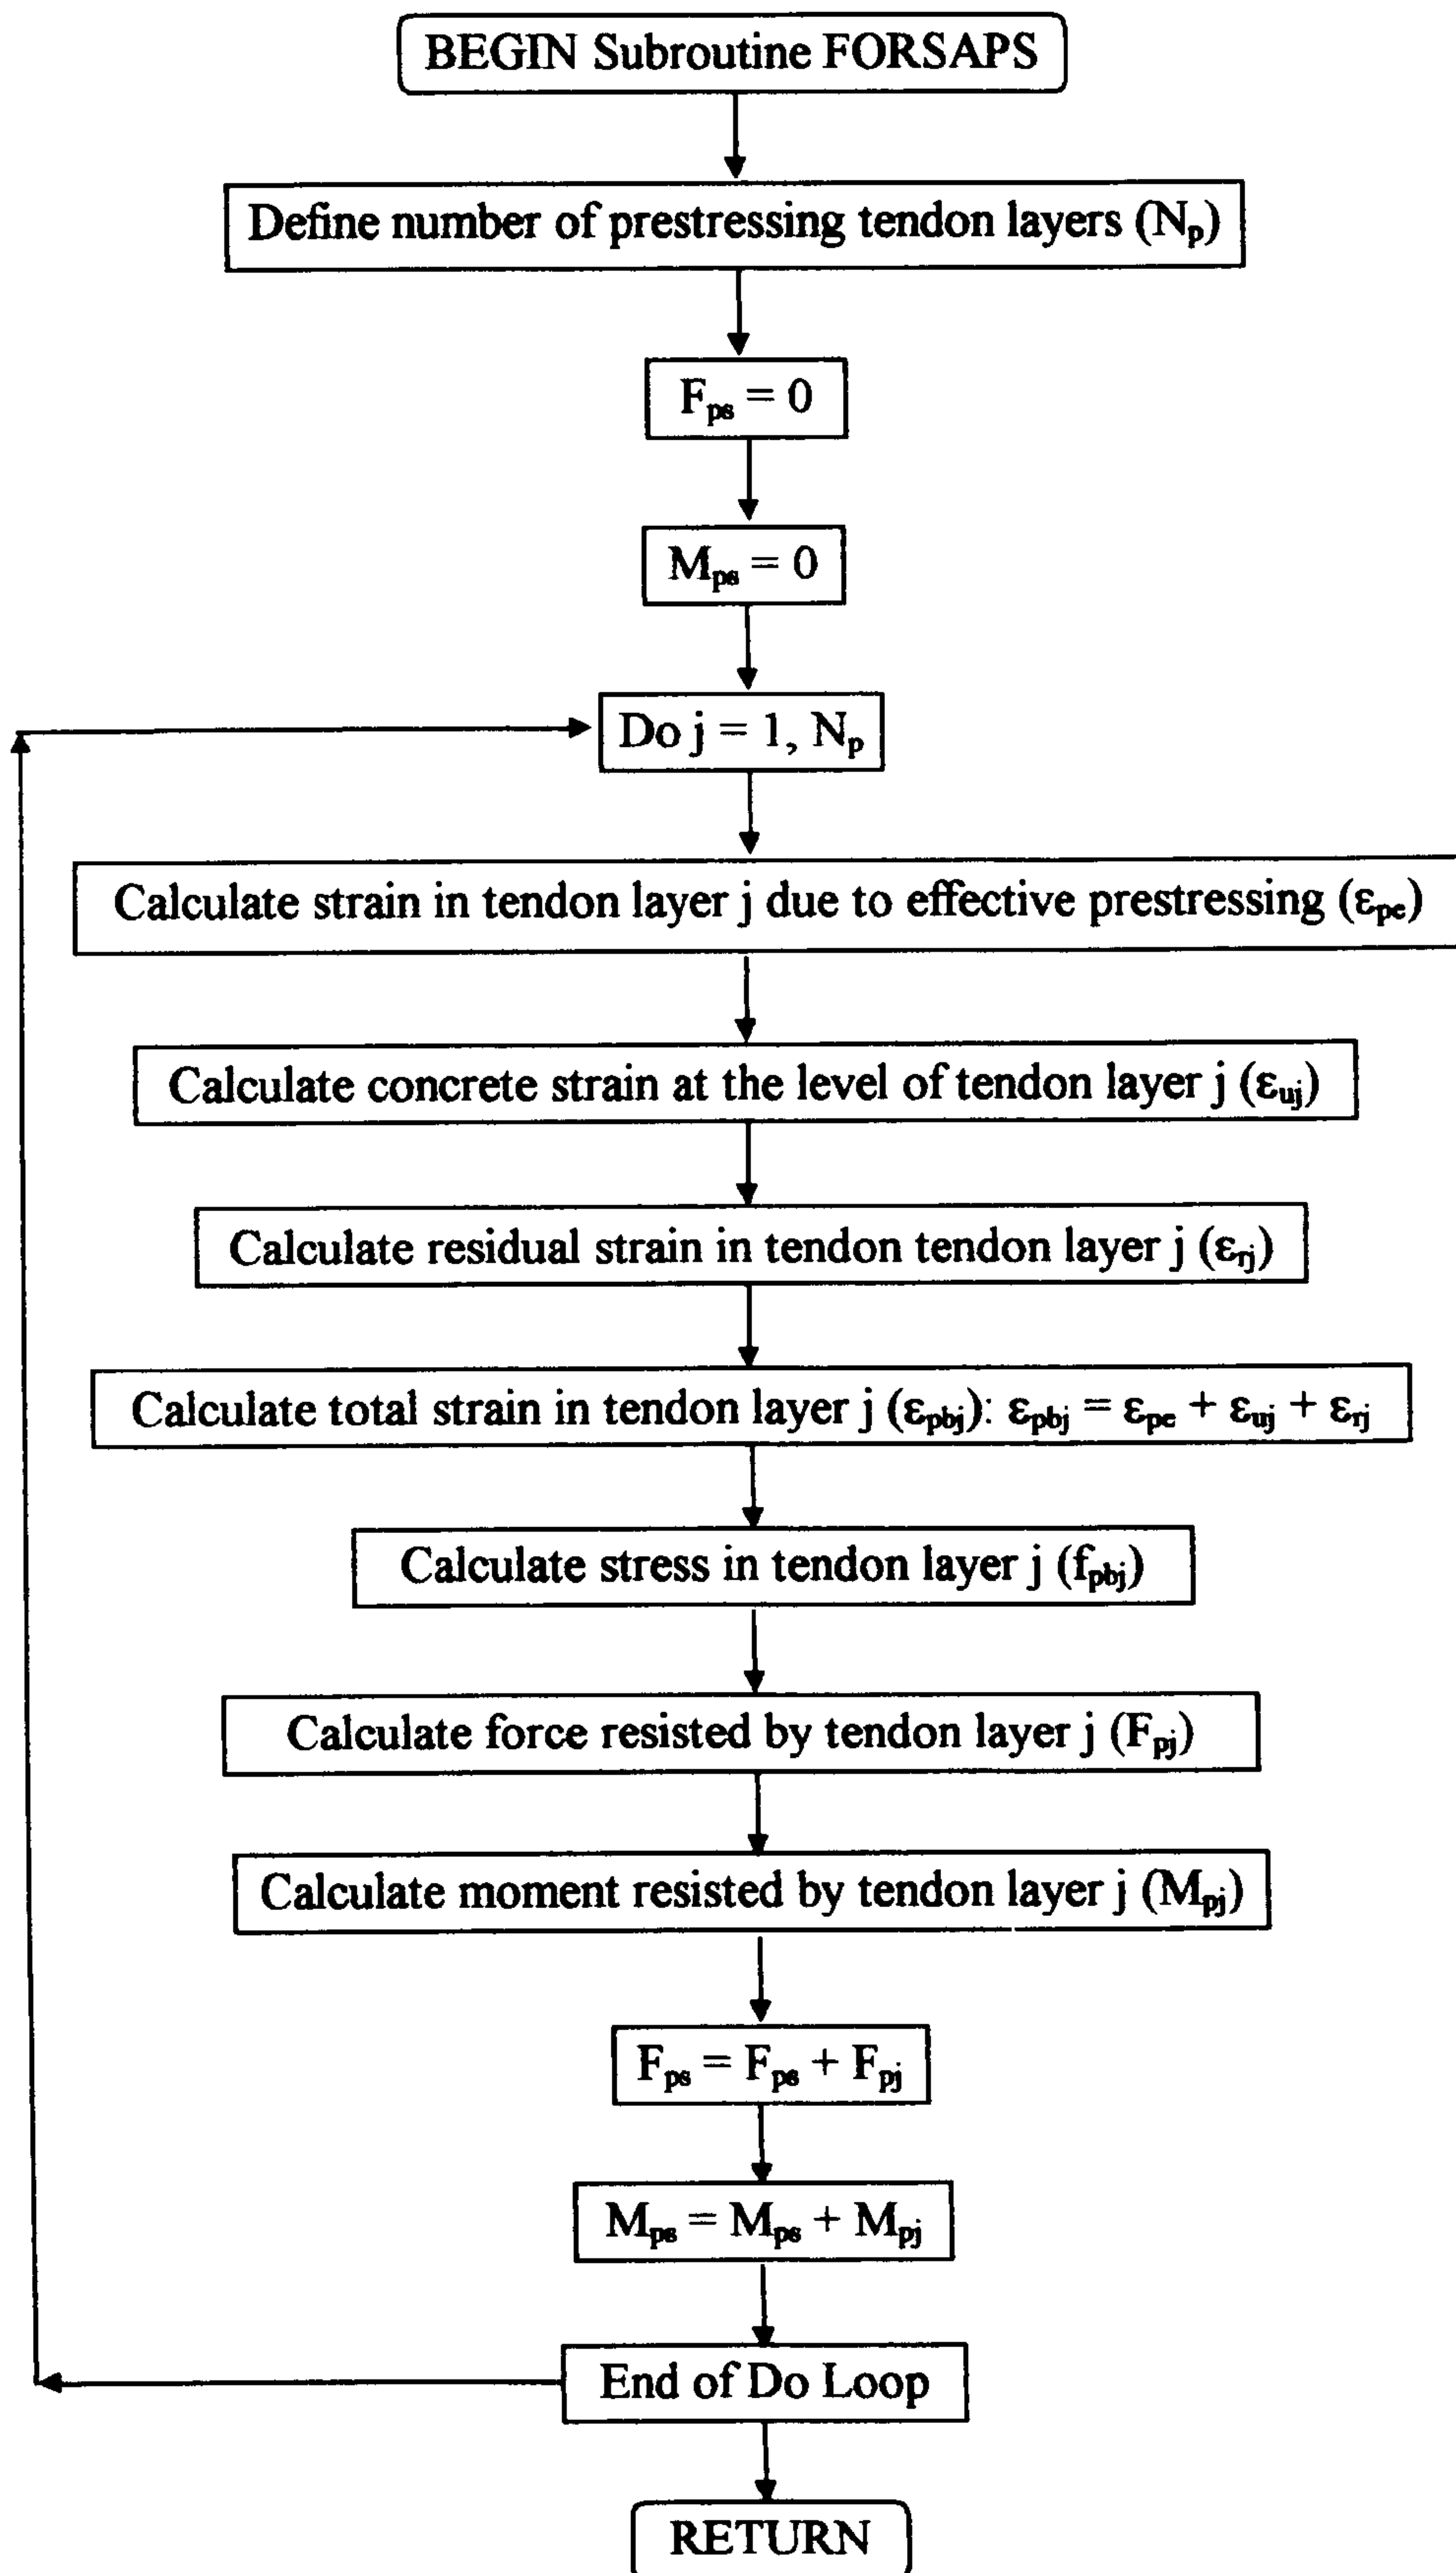 BEGIN Subroutine FORSAPS
Define number of prestressing tendon layers (Nₚ)
Fₚₛ = 0
Mₚₛ = 0
Do j = 1, Nₚ
Calculate strain in tendon layer j due to effective prestressing (εₚₑ)
Calculate concrete strain at the level of tendon layer j (εᵤⱼ)
Calculate residual strain in tendon tendon layer j (εᵣⱼ)
Calculate total strain in tendon layer j (εₚbⱼ): εₚbⱼ = εₚₑ + εᵤⱼ + εᵣⱼ
Calculate stress in tendon layer j (fₚbⱼ)
Calculate force resisted by tendon layer j (Fₚⱼ)
Calculate moment resisted by tendon layer j (Mₚⱼ)
Fₚₛ = Fₚₛ + Fₚⱼ
Mₚₛ = Mₚₛ + Mₚⱼ
End of Do Loop
RETURN